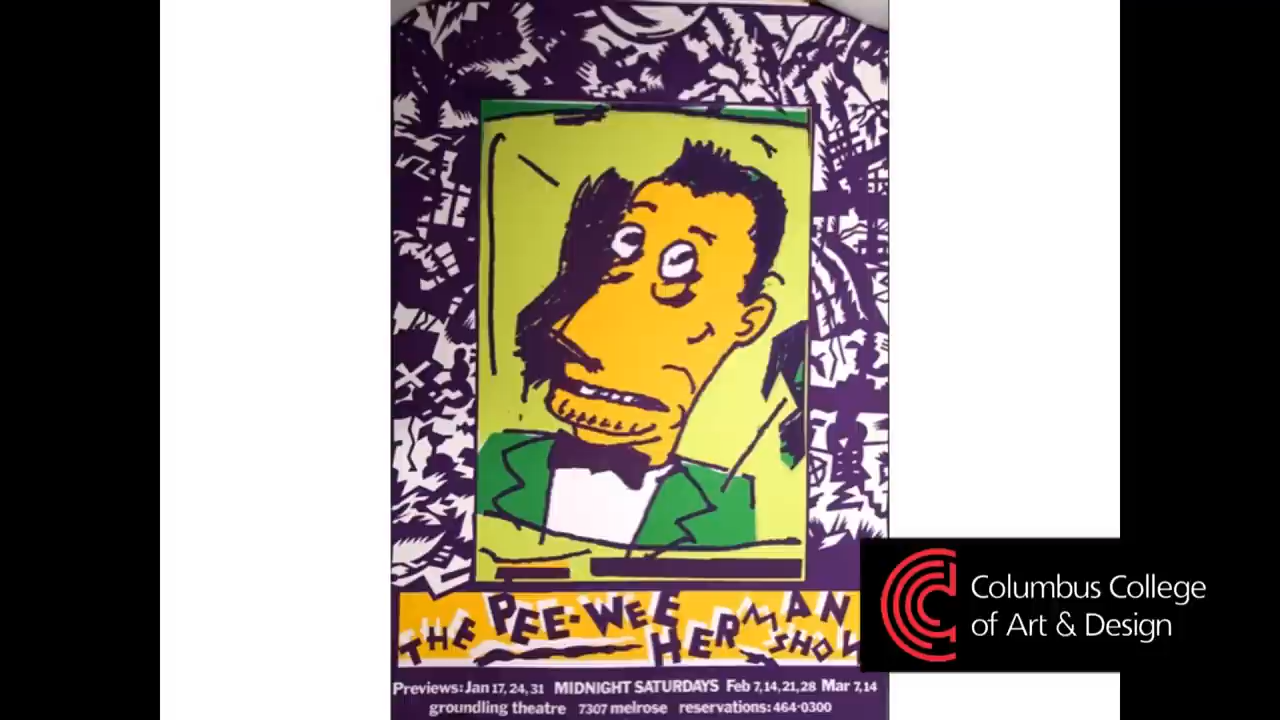 THE PEE-WEE HERMAN SHOW
Previews: Jan 17, 24, 31 MIDNIGHT SATURDAYS Feb 7, 14, 21, 28 Mar 7, 14
groundling theatre 7307 melrose reservations: 464-0300
Columbus College
of Art & Design